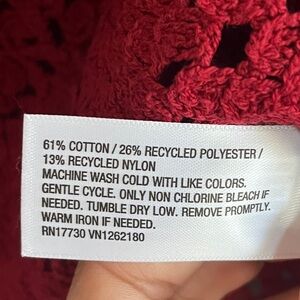 61% COTTON / 26% RECYCLED POLYESTER /
13% RECYCLED NYLON
MACHINE WASH COLD WITH LIKE COLORS.
GENTLE CYCLE. ONLY NON CHLORINE BLEACH IF
NEEDED. TUMBLE DRY LOW. REMOVE PROMPTLY.
WARM IRON IF NEEDED.
RN17730 VN1262180